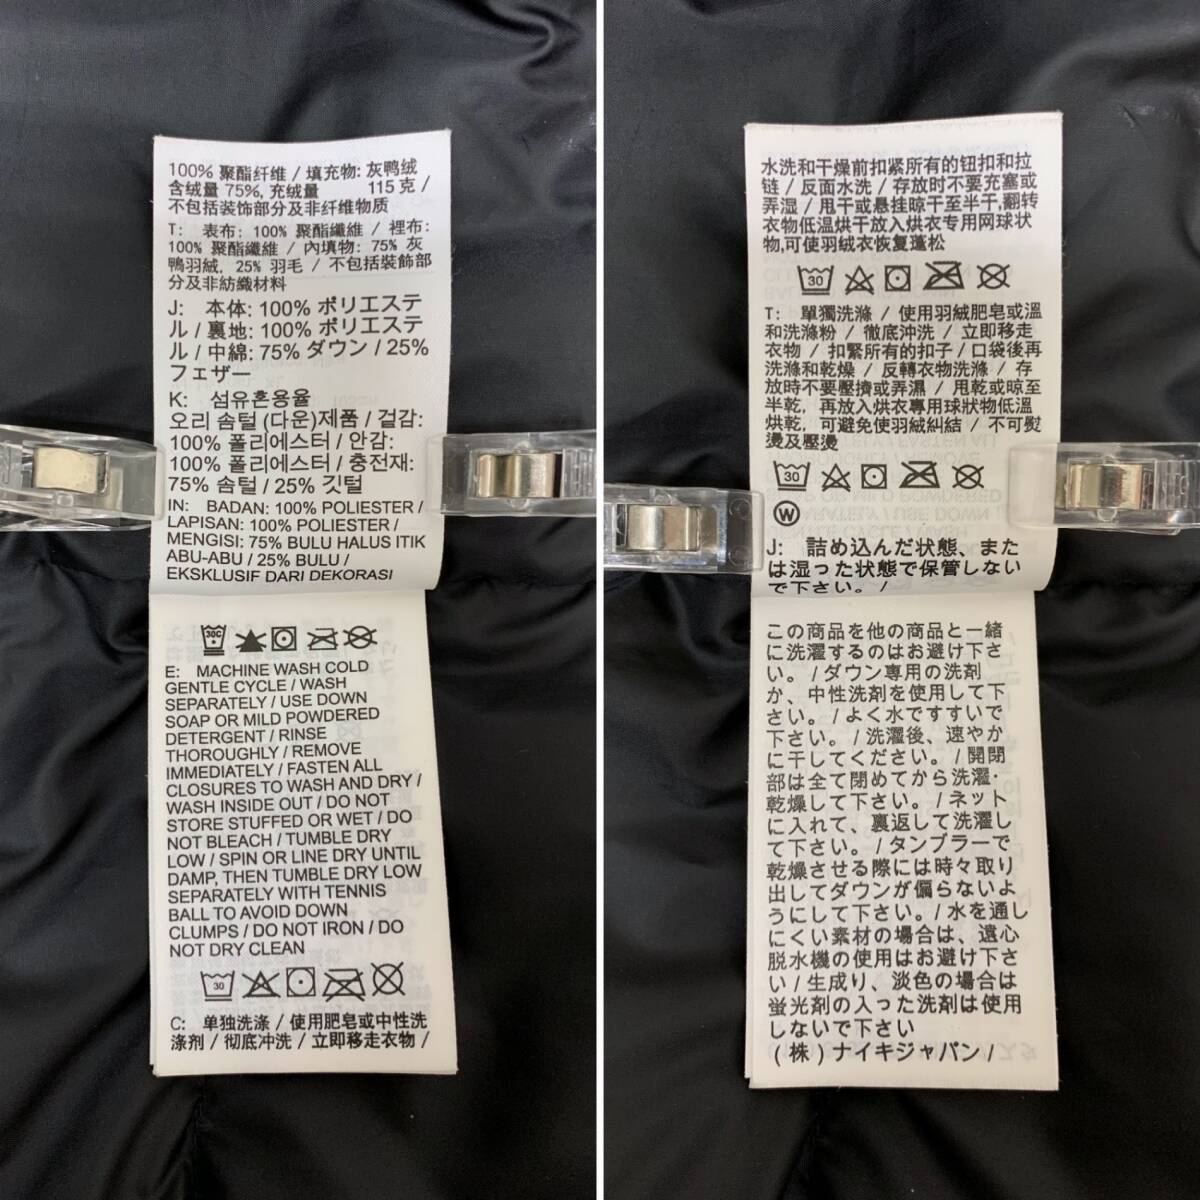 100% 聚酯纤维 / 填充物: 灰鸭绒
含绒量 75%, 充绒量 115 克 /
不包括装饰部分及非纤维物质
T: 表布: 100% 聚酯纖維 / 裡布:
100% 聚酯纖維 / 內填物: 75% 灰
鴨羽絨, 25% 羽毛 / 不包括裝飾部
分及非紡織材料
J: 本体: 100% ポリエステ
ル / 裏地: 100% ポリエステ
ル / 中綿: 75% ダウン / 25%
フェザー
K: 섬유혼용율
오리 솜털 (다운)제품 / 겉감:
100% 폴리에스터 / 안감:
100% 폴리에스터 / 충전재:
75% 솜털 / 25% 깃털
IN: BADAN: 100% POLIESTER /
LAPISAN: 100% POLIESTER /
MENGISI: 75% BULU HALUS ITIK
ABU-ABU / 25% BULU /
EKSKLUSIF DARI DEKORASI
30C
E: MACHINE WASH COLD
GENTLE CYCLE / WASH
SEPARATELY / USE DOWN
SOAP OR MILD POWDERED
DETERGENT / RINSE
THOROUGHLY / REMOVE
IMMEDIATELY / FASTEN ALL
CLOSURES TO WASH AND DRY /
WASH INSIDE OUT / DO NOT
STORE STUFFED OR WET / DO
NOT BLEACH / TUMBLE DRY
LOW / SPIN OR LINE DRY UNTIL
DAMP, THEN TUMBLE DRY LOW
SEPARATELY WITH TENNIS
BALL TO AVOID DOWN
CLUMPS / DO NOT IRON / DO
NOT DRY CLEAN
30
C: 单独洗涤 / 使用肥皂或中性洗
涤剂 / 彻底冲洗 / 立即移走衣物 /
水洗和干燥前扣紧所有的钮扣和拉
链 / 反面水洗 / 存放时不要充塞或
弄湿 / 甩干或悬挂晾干至半干,翻转
衣物低温烘干放入烘衣专用网球状
物,可使羽绒衣恢复蓬松
30
T: 單獨洗滌 / 使用羽絨肥皂或溫
和洗滌粉 / 徹底沖洗 / 立即移走
衣物 / 扣緊所有的扣子 / 口袋後再
洗滌和乾燥 / 反轉衣物洗滌 / 存
放時不要壓擠或弄濕 / 甩乾或晾至
半乾, 再放入烘衣專用球狀物低溫
烘乾, 可避免使羽絨糾結 / 不可熨
燙及壓燙
30
W
J: 詰め込んだ状態、また
は湿った状態で保管しない
で下さい。 /
この商品を他の商品と一緒
に洗濯するのはお避け下さ
い。 / ダウン専用の洗剤
か、中性洗剤を使用して下
さい。 / よく水ですすいで
下さい。 / 洗濯後、速やか
に干してください。 / 開閉
部は全て閉めてから洗濯・
乾燥して下さい。 / ネット
に入れて、裏返して洗濯し
て下さい。 / タンブラーで
乾燥させる際には時々取り
出してダウンが偏らないよ
うにして下さい。 / 水を通し
にくい素材の場合は、遠心
脱水機の使用はお避け下さ
い / 生成り、淡色の場合は
蛍光剤の入った洗剤は使用
しないで下さい
(株) ナイキジャパン /